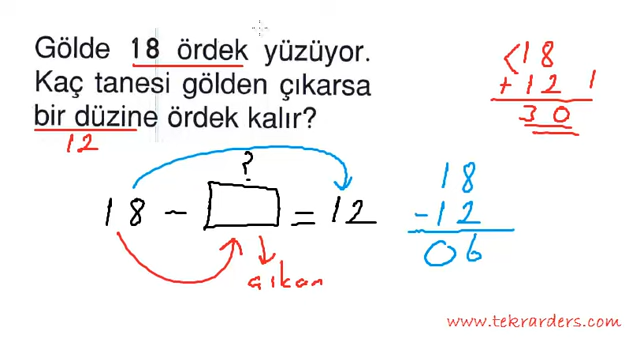 Gölde 18 ördek yüzüyor.
Kaç tanesi gölden çıkarsa
bir düzine ördek kalır?
12
<18
+12 1
30
?
18 - = 12
çıkan
18
-12
06
www.tekrarders.com